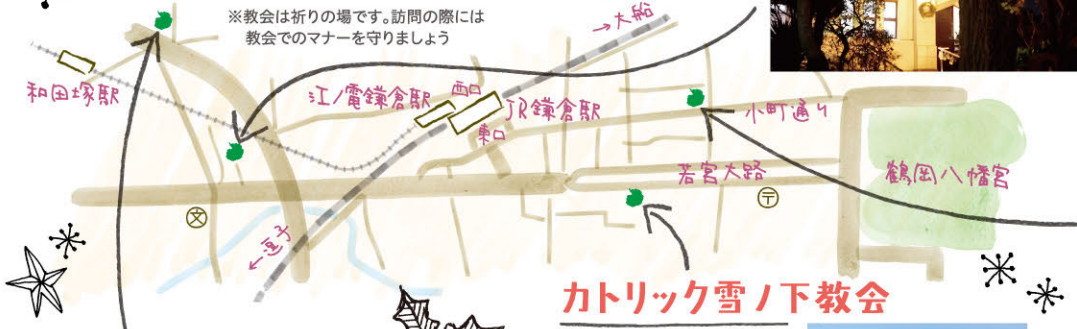 ※教会は祈りの場です。訪問の際には
教会でのマナーを守りましょう
→大船
和田塚駅
江ノ電鎌倉駅
西口
JR鎌倉駅
東口
小町通り
若宮大路
〒
鶴岡八幡宮
文
←逗子
カトリック雪ノ下教会